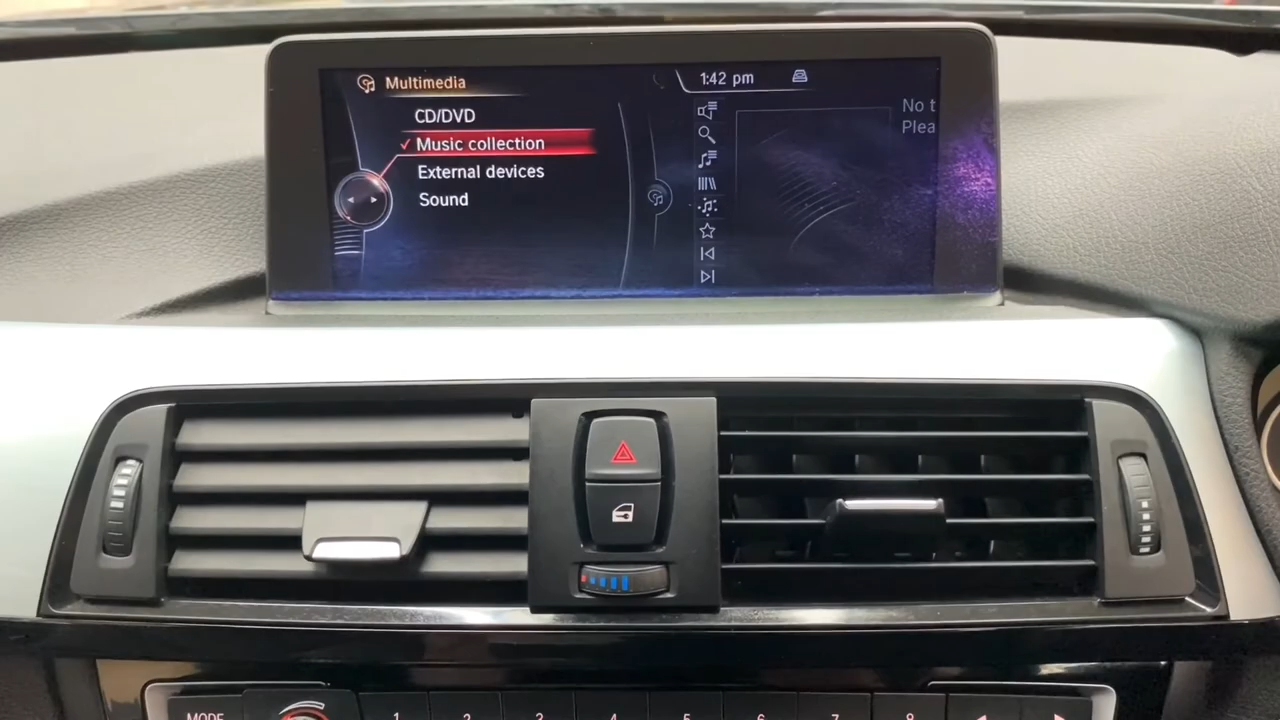 Multimedia
1:42 pm
CD/DVD
Music collection
External devices
Sound
No t
Plea
MODE
1 2 3 4 5 6 7 8